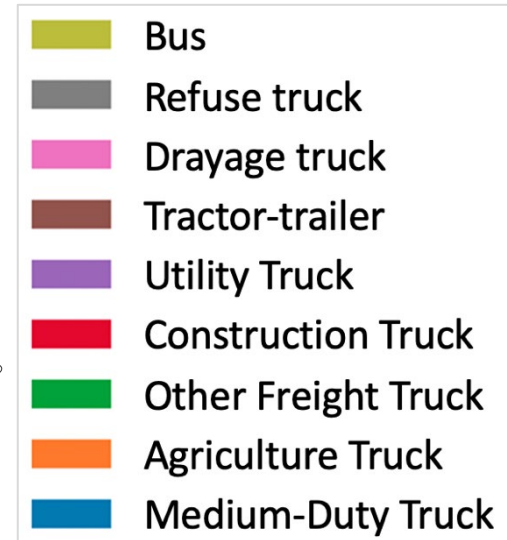 Bus
Refuse truck
Drayage truck
Tractor-trailer
Utility Truck
Construction Truck
Other Freight Truck
Agriculture Truck
Medium-Duty Truck